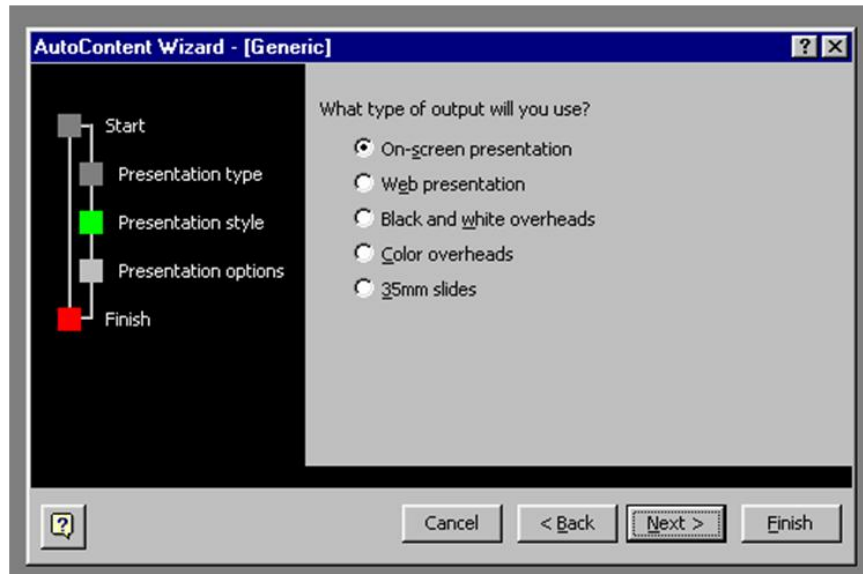 AutoContent Wizard - [Generic]
Start
Presentation type
Presentation style
Presentation options
Finish
What type of output will you use?
On-screen presentation
Web presentation
Black and white overheads
Color overheads
35mm slides
Cancel
< Back
Next >
Finish